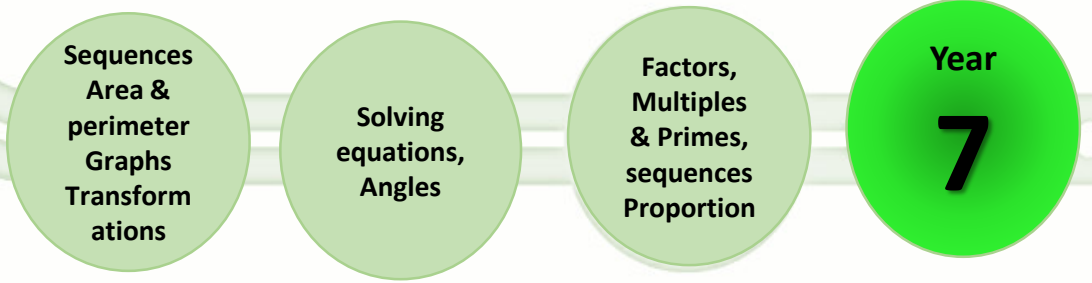 Sequences
Area &
perimeter
Graphs
Transform
ations
Solving
equations,
Angles
Factors,
Multiples
& Primes,
sequences
Proportion
Year
7